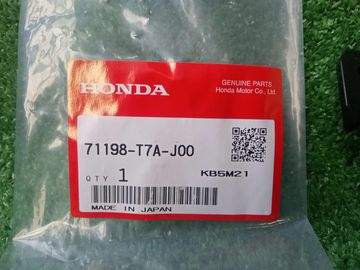 HONDA
GENUINE PARTS
Honda Motor Co., Ltd.
71198-T7A-J00
QTY 1
KB5M21
MADE IN JAPAN